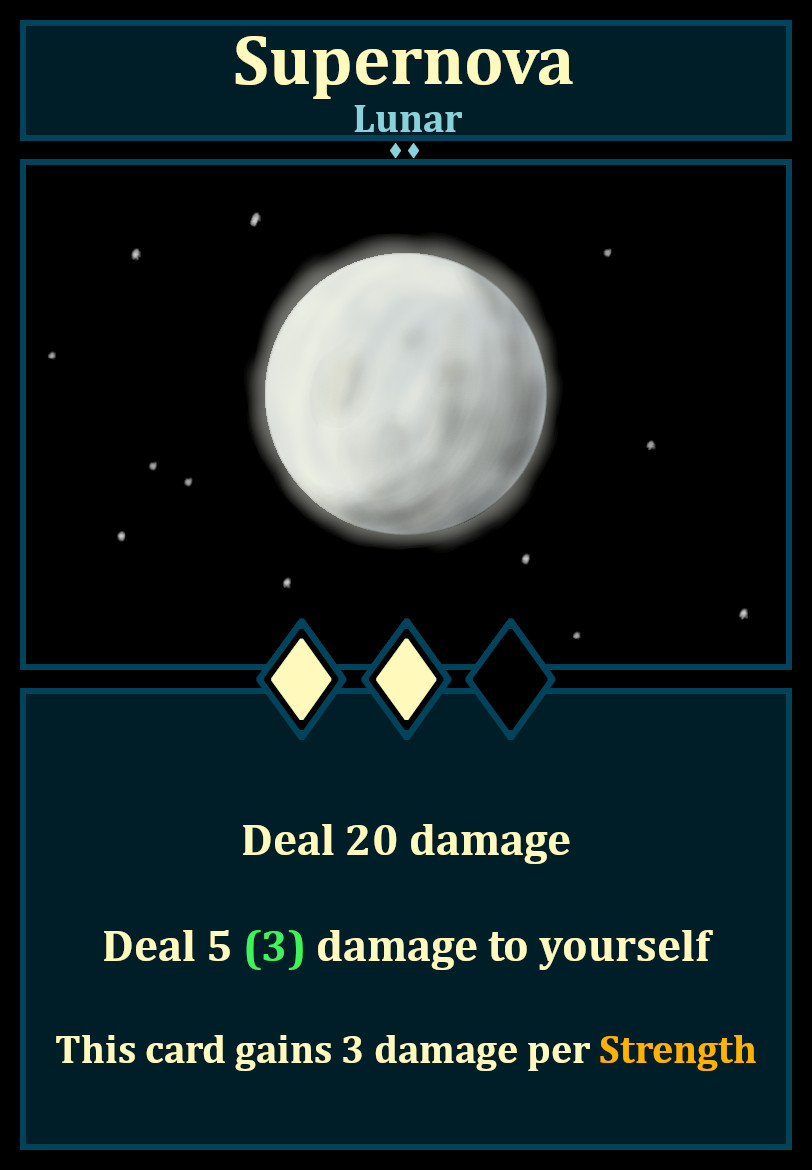 Supernova
Lunar
Deal 20 damage
Deal 5 (3) damage to yourself
This card gains 3 damage per Strength